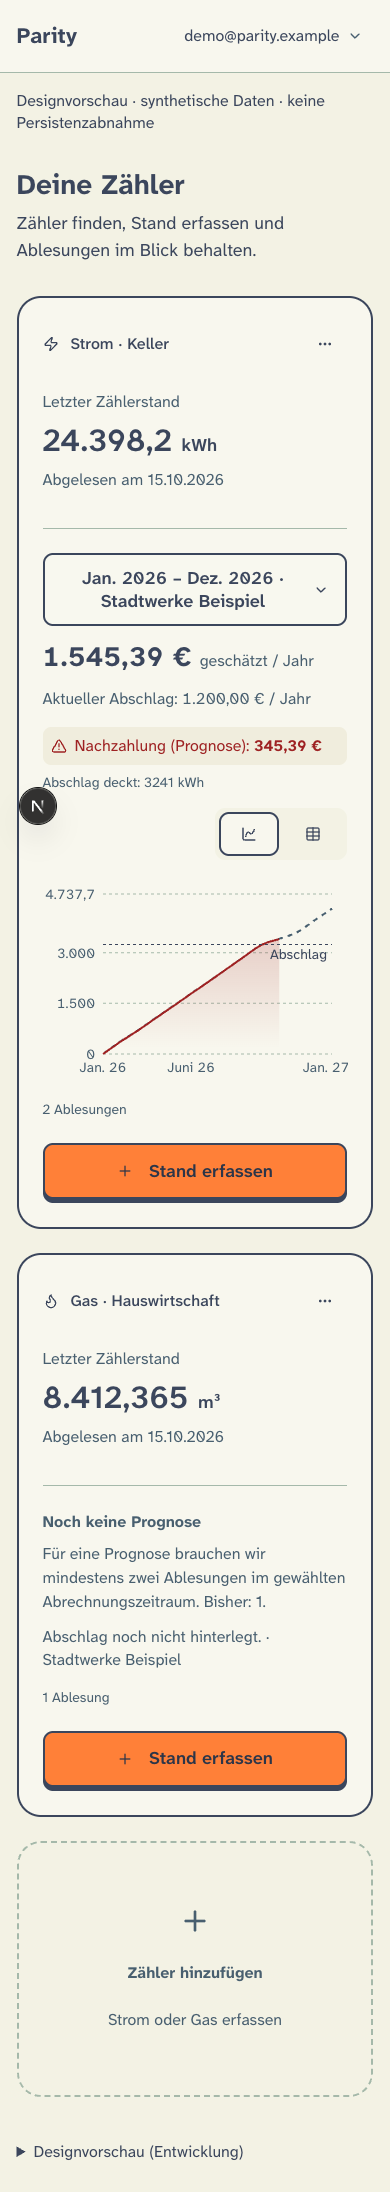 Parity
demo@parity.example
Designvorschau · synthetische Daten · keine
Persistenzabnahme
Deine Zähler
Zähler finden, Stand erfassen und
Ablesungen im Blick behalten.
Strom · Keller
Letzter Zählerstand
24.398,2 kWh
Abgelesen am 15.10.2026
Jan. 2026 – Dez. 2026 ·
Stadtwerke Beispiel
1.545,39 € geschätzt / Jahr
Aktueller Abschlag: 1.200,00 € / Jahr
Nachzahlung (Prognose): 345,39 €
Abschlag deckt: 3241 kWh
N
4.737,7
3.000
Abschlag
1.500
0
Jan. 26 Juni 26 Jan. 27
2 Ablesungen
+ Stand erfassen
Gas · Hauswirtschaft
Letzter Zählerstand
8.412,365 m³
Abgelesen am 15.10.2026
Noch keine Prognose
Für eine Prognose brauchen wir
mindestens zwei Ablesungen im gewählten
Abrechnungszeitraum. Bisher: 1.
Abschlag noch nicht hinterlegt. ·
Stadtwerke Beispiel
1 Ablesung
+ Stand erfassen
Zähler hinzufügen
Strom oder Gas erfassen
Designvorschau (Entwicklung)